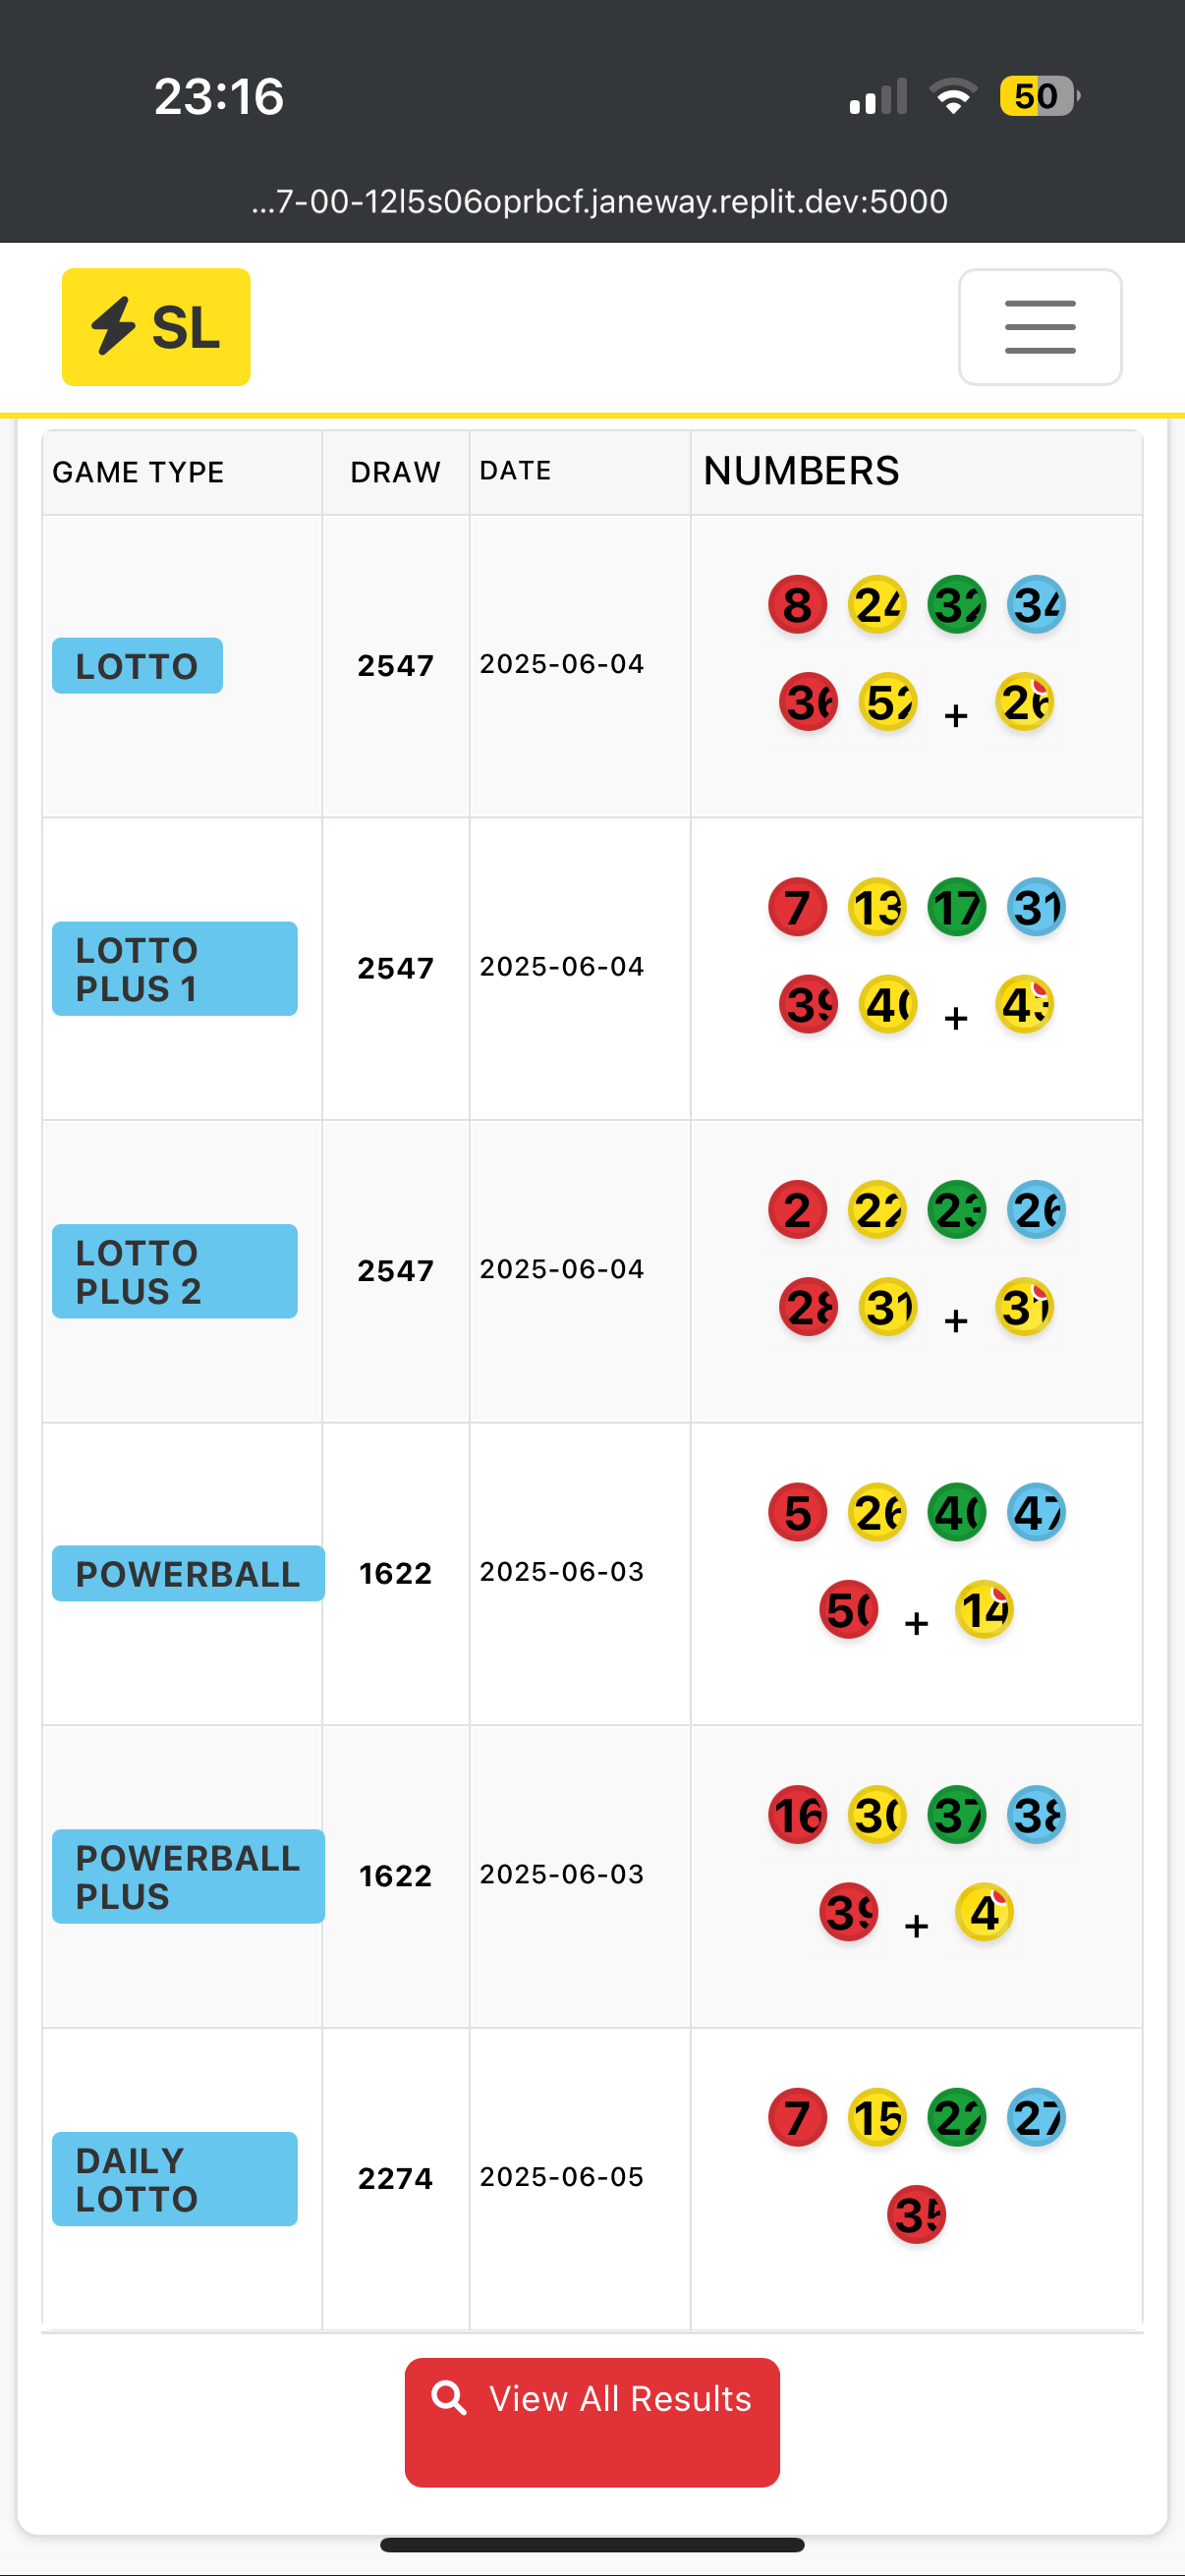 23:16
50
...7-00-12l5s06oprbcf.janeway.replit.dev:5000
SL
GAME TYPE DRAW DATE NUMBERS
8 24 32 34
LOTTO 2547 2025-06-04
36 52 + 26
7 13 17 31
LOTTO
PLUS 1 2547 2025-06-04
39 40 + 43
2 22 23 26
LOTTO
PLUS 2 2547 2025-06-04
28 31 + 31
5 26 40 47
POWERBALL 1622 2025-06-03
50 + 14
16 30 37 38
POWERBALL
PLUS 1622 2025-06-03
39 + 4
7 15 22 27
DAILY
LOTTO 2274 2025-06-05
35
View All Results